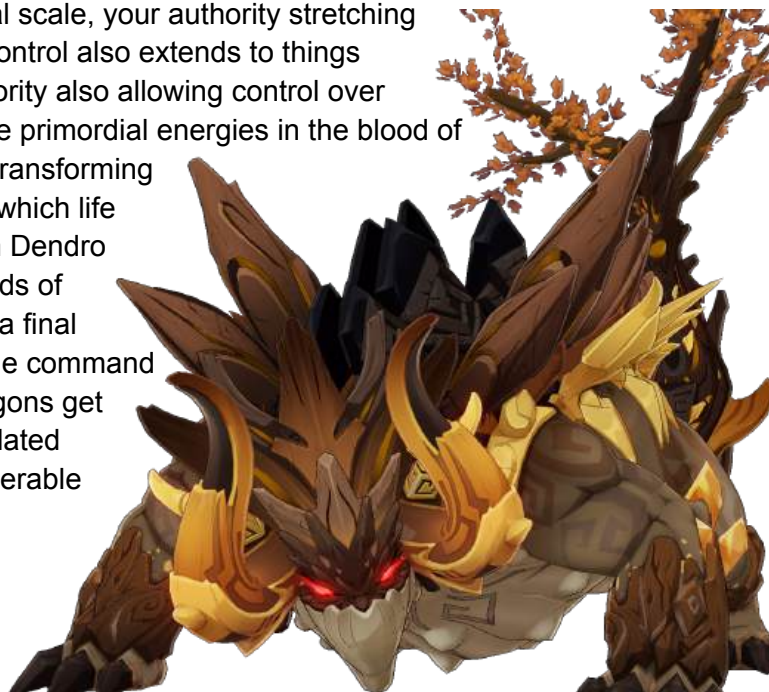 al scale, your authority stretching
control also extends to things
ority also allowing control over
e primordial energies in the blood of
transforming
which life
Dendro
ds of
a final
e command
gons get
lated
erable